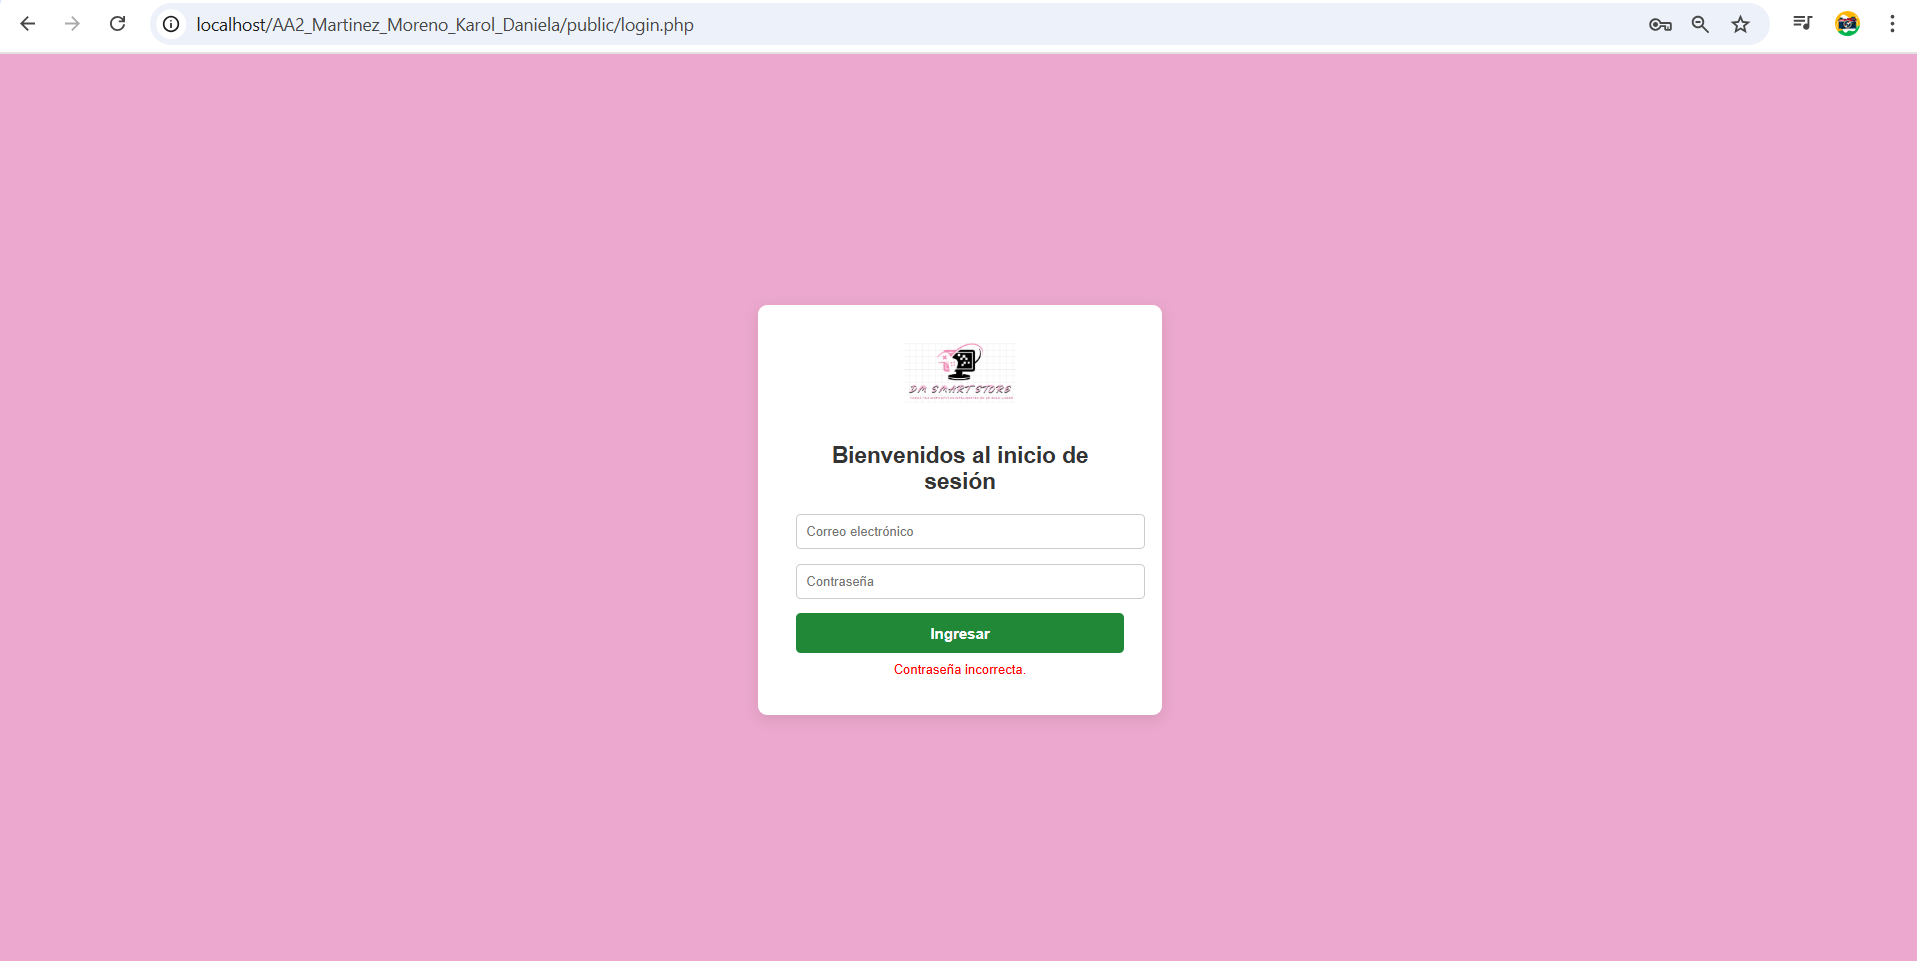 localhost/AA2_Martinez_Moreno_Karol_Daniela/public/login.php
DM SMART STORE
Bienvenidos al inicio de
sesión
Correo electrónico
Contraseña
Ingresar
Contraseña incorrecta.